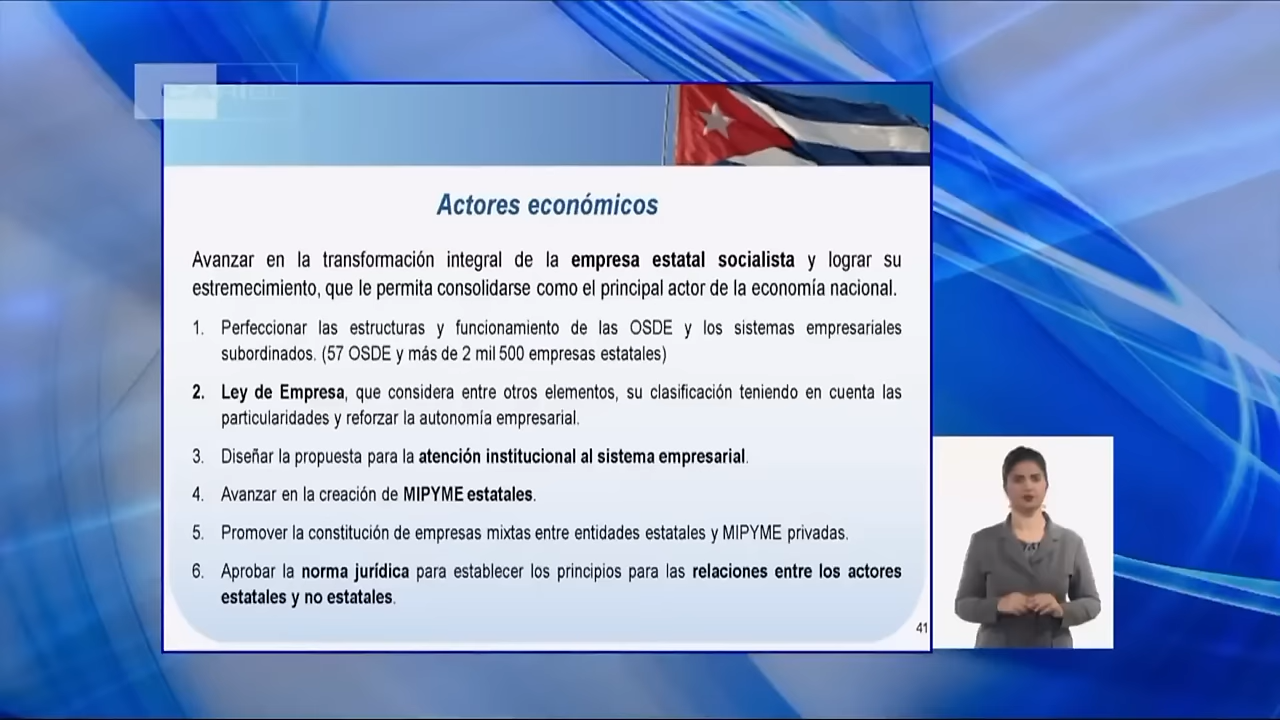 Actores económicos
Avanzar en la transformación integral de la empresa estatal socialista y lograr su
estremecimiento, que le permita consolidarse como el principal actor de la economía nacional.
1. Perfeccionar las estructuras y funcionamiento de las OSDE y los sistemas empresariales
subordinados. (57 OSDE y más de 2 mil 500 empresas estatales)
2. Ley de Empresa, que considera entre otros elementos, su clasificación teniendo en cuenta las
particularidades y reforzar la autonomía empresarial.
3. Diseñar la propuesta para la atención institucional al sistema empresarial.
4. Avanzar en la creación de MIPYME estatales.
5. Promover la constitución de empresas mixtas entre entidades estatales y MIPYME privadas.
6. Aprobar la norma jurídica para establecer los principios para las relaciones entre los actores
estatales y no estatales.
41